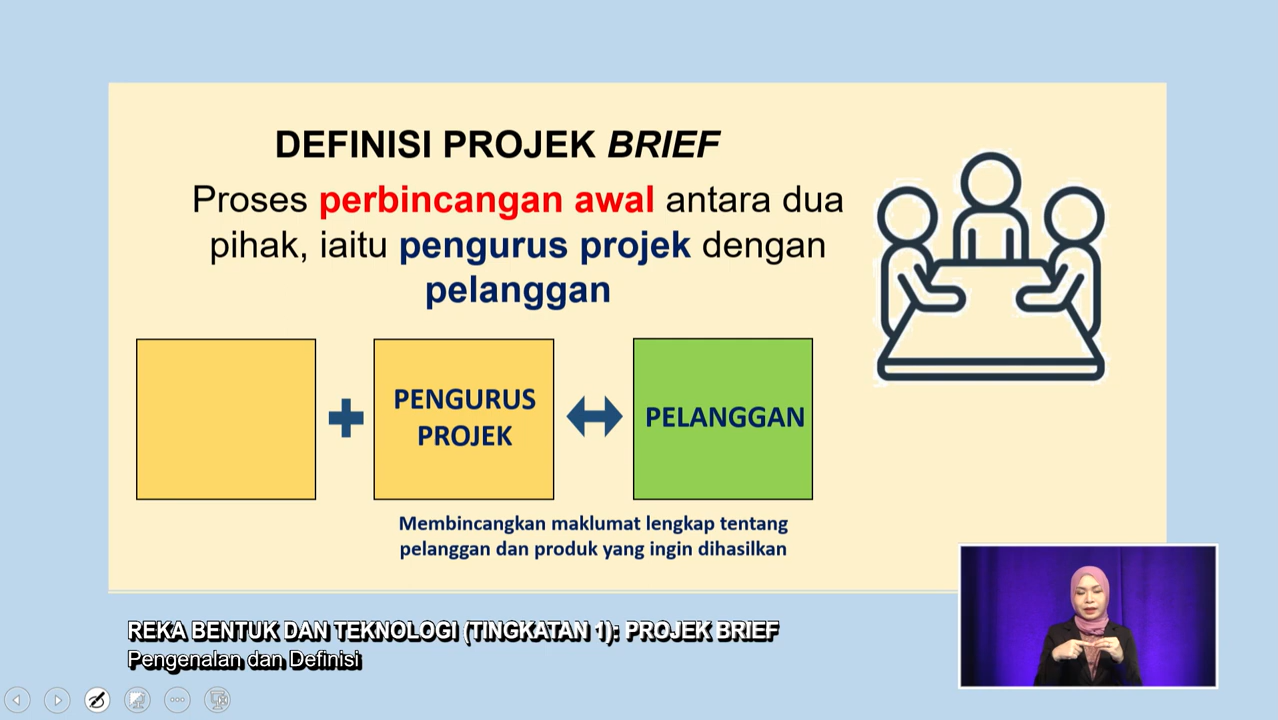 DEFINISI PROJEK BRIEF
Proses perbincangan awal antara dua
pihak, iaitu pengurus projek dengan
pelanggan
PENGURUS
PROJEK
PELANGGAN
Membincangkan maklumat lengkap tentang
pelanggan dan produk yang ingin dihasilkan
REKA BENTUK DAN TEKNOLOGI (TINGKATAN 1): PROJEK BRIEF
Pengenalan dan Definisi